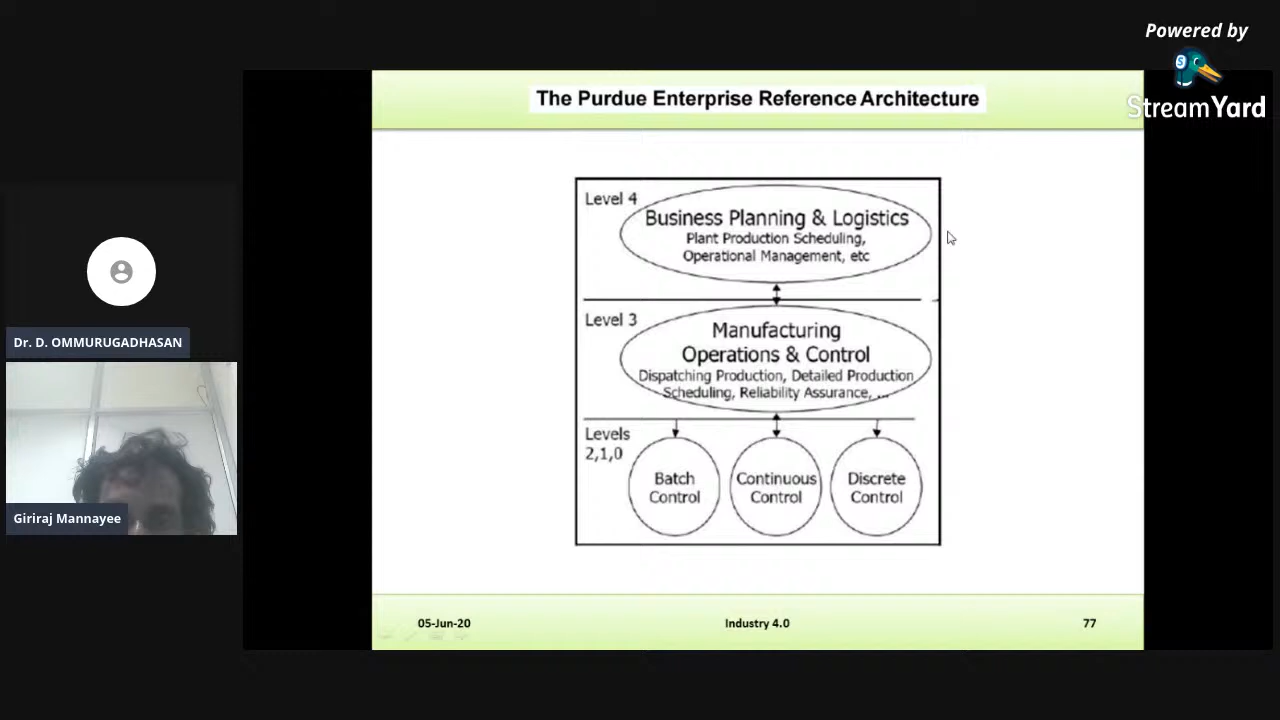 Powered by
StreamYard
The Purdue Enterprise Reference Architecture
Level 4
Business Planning & Logistics
Plant Production Scheduling,
Operational Management, etc
Level 3
Manufacturing
Operations & Control
Dispatching Production, Detailed Production
Scheduling, Reliability Assurance, ...
Levels
2,1,0
Batch
Control
Continuous
Control
Discrete
Control
Dr. D. OMMURUGADHASAN
Giriraj Mannayee
05-Jun-20
Industry 4.0
77